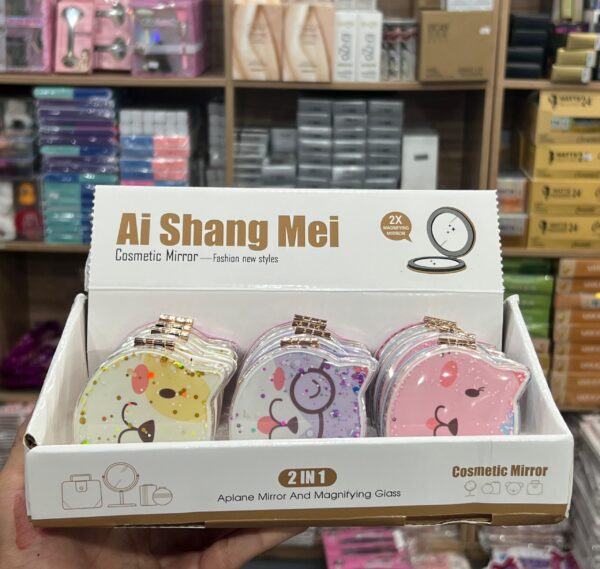 Ai Shang Mei
Cosmetic Mirror — Fashion new styles
2X
MAGNIFYING
MIRROR
2 IN 1
Aplane Mirror And Magnifying Glass
Cosmetic Mirror